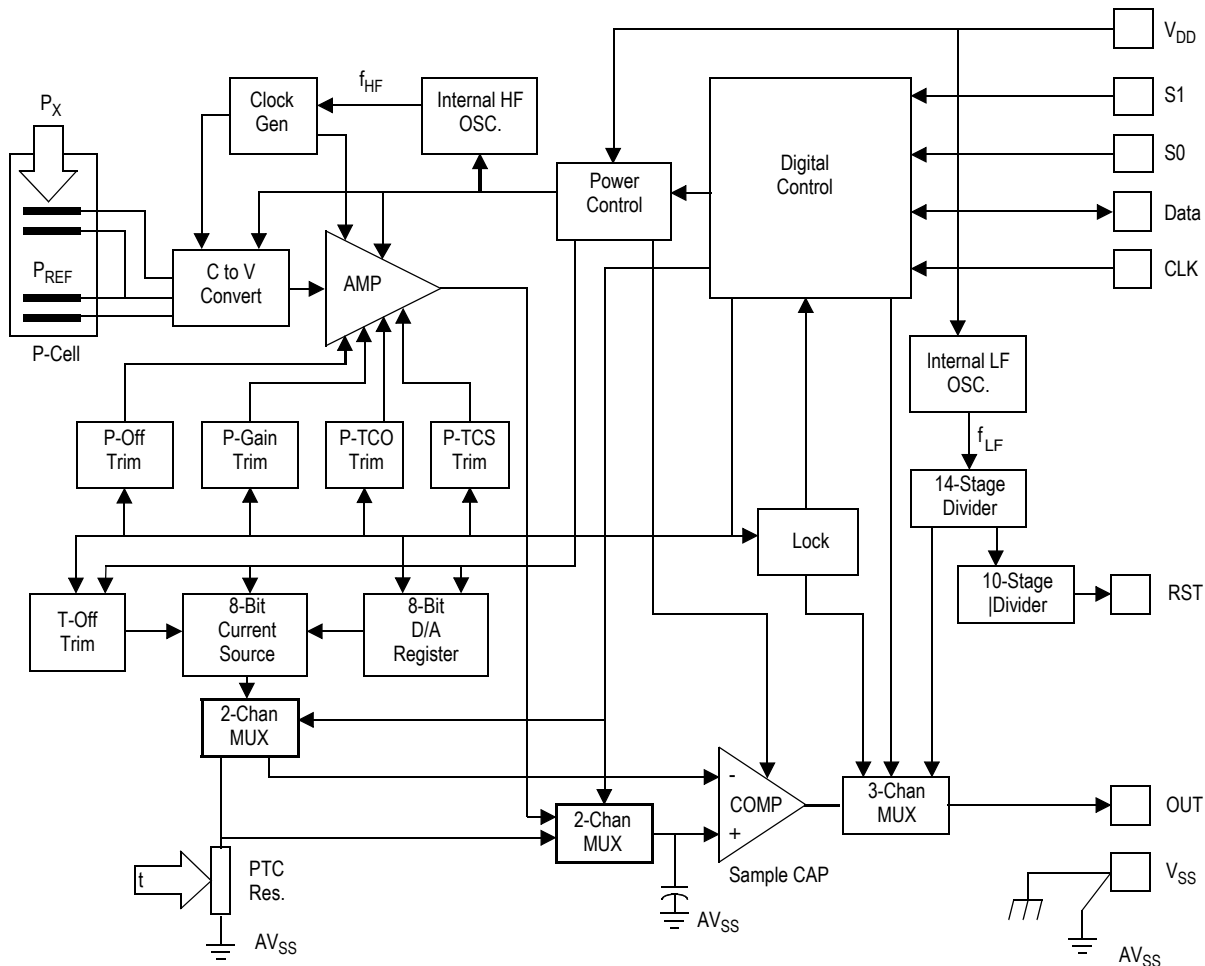 V_DD
S1
S0
Data
CLK
f_HF
Clock
Gen
Internal HF
OSC.
Digital
Control
Power
Control
P_X
P_REF
P-Cell
C to V
Convert
AMP
Internal LF
OSC.
f_LF
P-Off
Trim
P-Gain
Trim
P-TCO
Trim
P-TCS
Trim
14-Stage
Divider
Lock
10-Stage
|Divider
RST
T-Off
Trim
8-Bit
Current
Source
8-Bit
D/A
Register
2-Chan
MUX
-
COMP
+
2-Chan
MUX
3-Chan
MUX
OUT
Sample CAP
t
PTC
Res.
AV_SS
AV_SS
V_SS
AV_SS